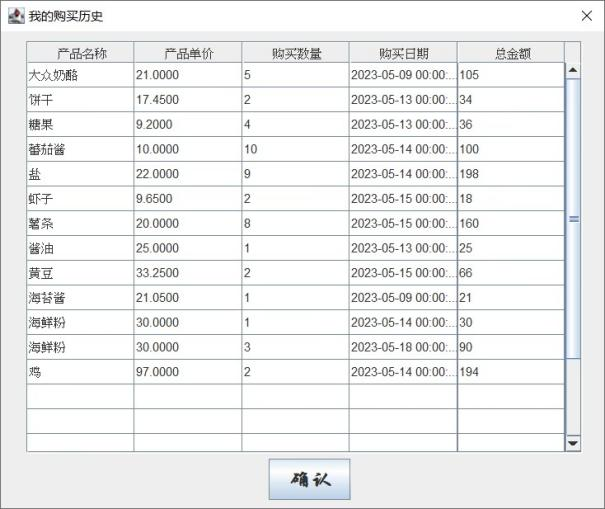 我的购买历史
产品名称 产品单价 购买数量 购买日期 总金额
大众奶酪 21.0000 5 2023-05-09 00:00:... 105
饼干 17.4500 2 2023-05-13 00:00:... 34
糖果 9.2000 4 2023-05-13 00:00:... 36
蕃茄酱 10.0000 10 2023-05-14 00:00:... 100
盐 22.0000 9 2023-05-14 00:00:... 198
虾子 9.6500 2 2023-05-15 00:00:... 18
薯条 20.0000 8 2023-05-15 00:00:... 160
酱油 25.0000 1 2023-05-13 00:00:... 25
黄豆 33.2500 2 2023-05-15 00:00:... 66
海苔酱 21.0500 1 2023-05-09 00:00:... 21
海鲜粉 30.0000 1 2023-05-14 00:00:... 30
海鲜粉 30.0000 3 2023-05-18 00:00:... 90
鸡 97.0000 2 2023-05-14 00:00:... 194
确认